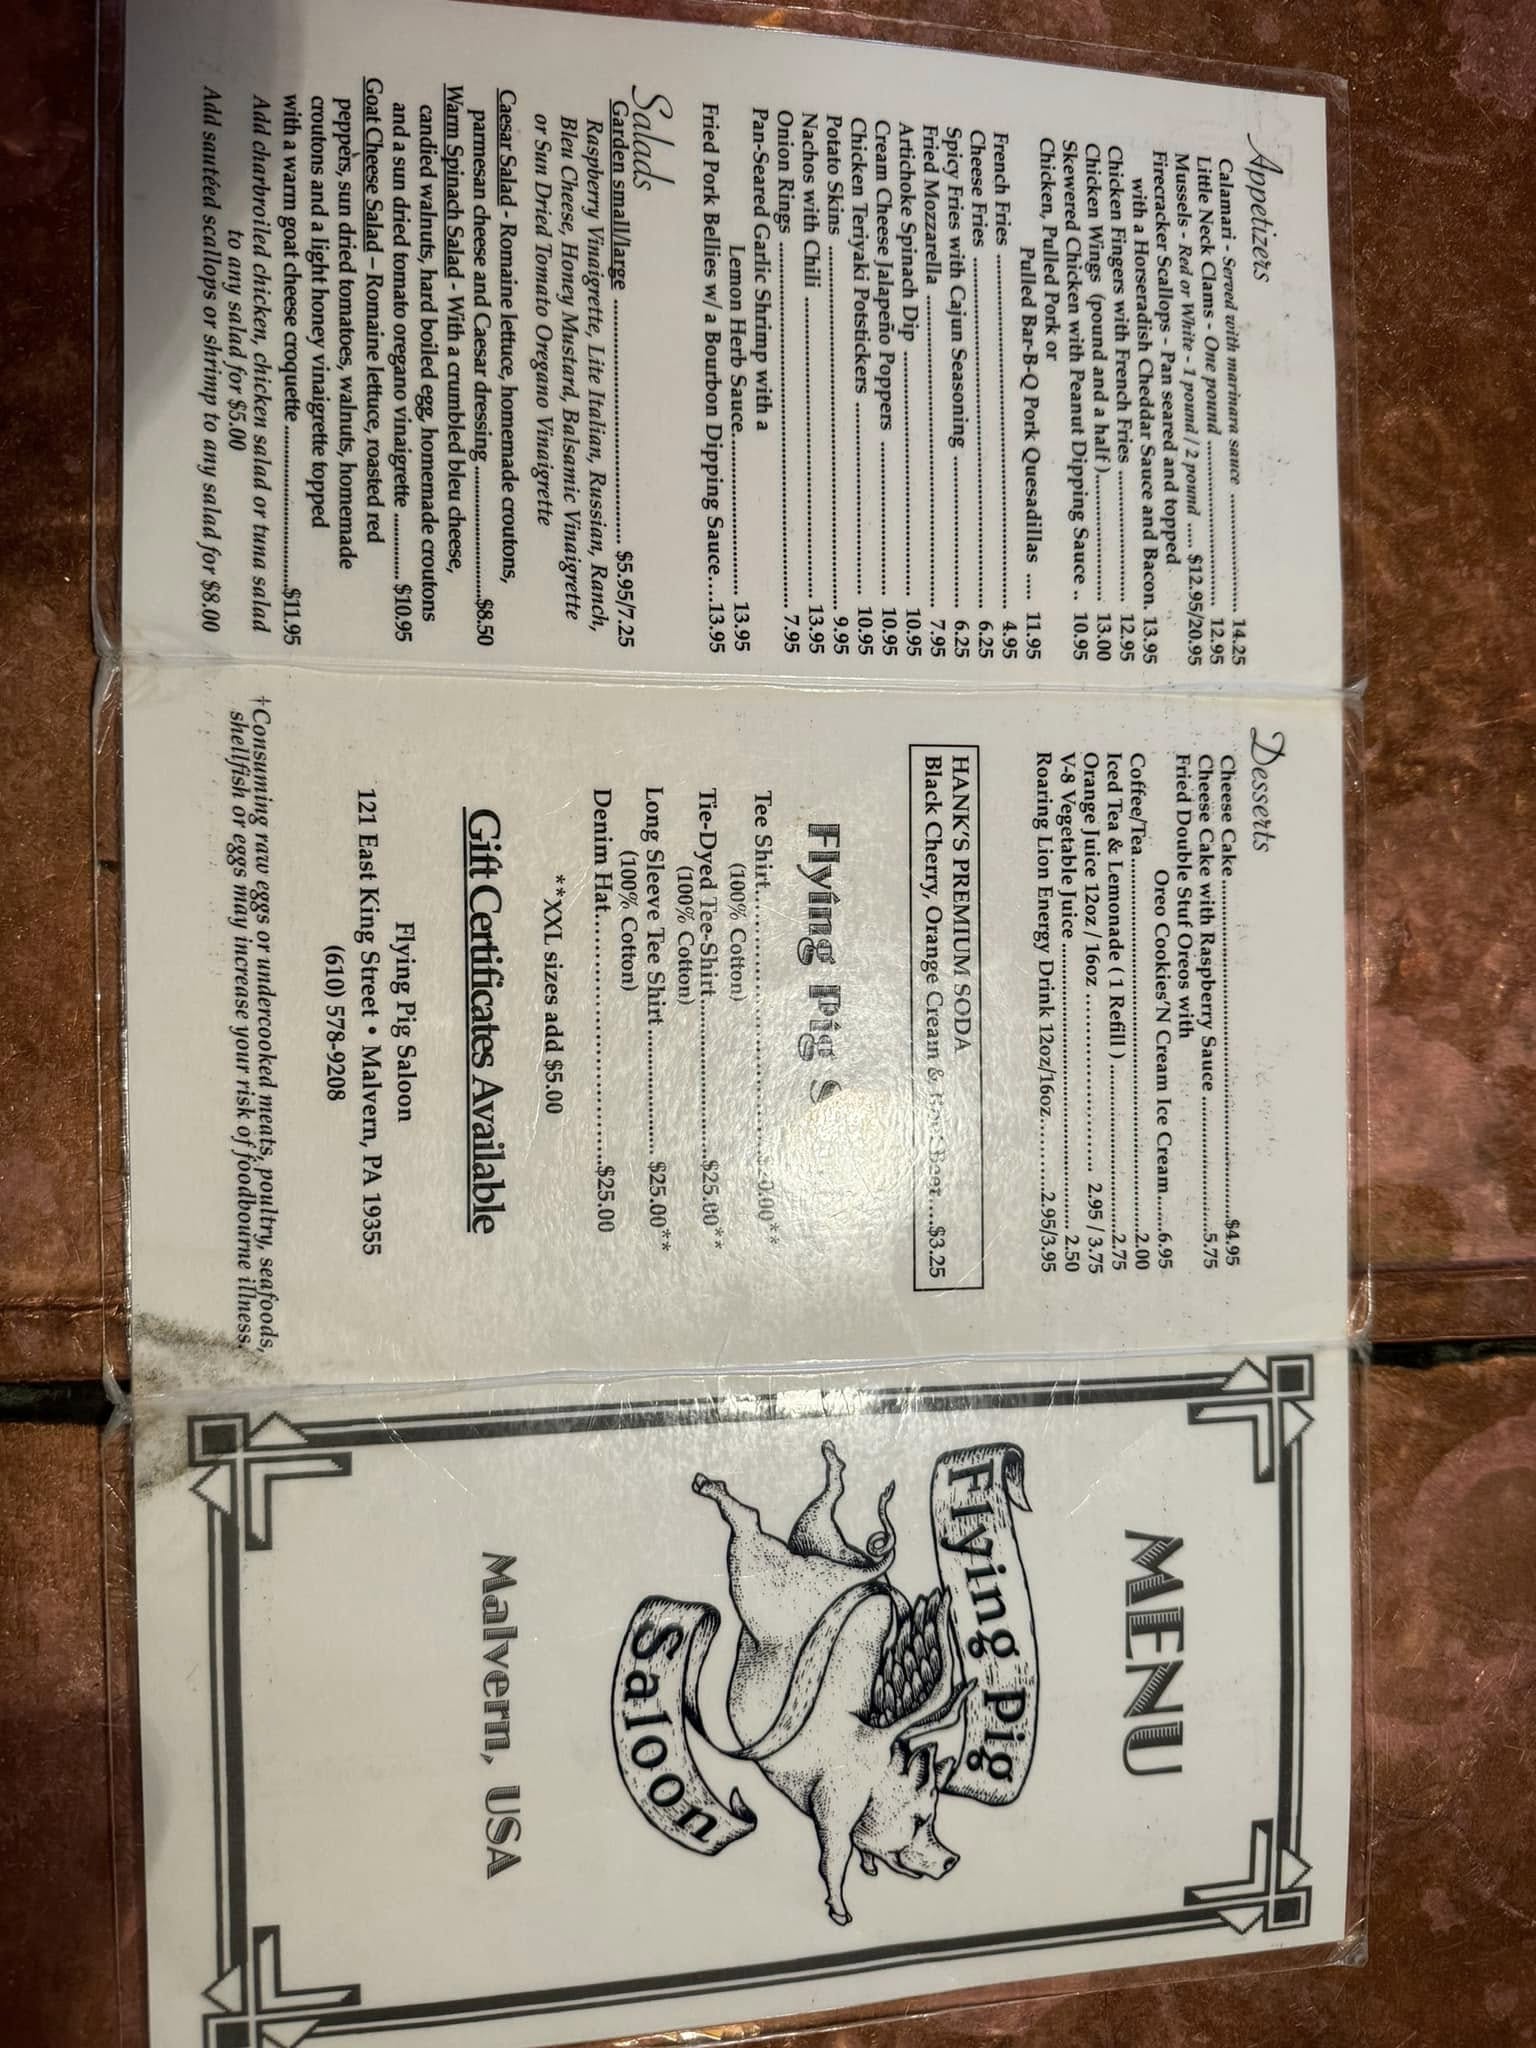 Appetizers
Calamari - Served with marinara sauce ........................ 14.25
Little Neck Clams - One pound ................................. 12.95
Mussels - Red or White - 1 pound / 2 pound ..... $12.95/20.95
Firecracker Scallops - Pan seared and topped
with a Horseradish Cheddar Sauce and Bacon. 13.95
Chicken Fingers with French Fries ......................... 12.95
Chicken Wings (pound and a half )......................... 13.00
Skewered Chicken with Peanut Dipping Sauce .. 10.95
Chicken, Pulled Pork or
Pulled Bar-B-Q Pork Quesadillas ..... 11.95
French Fries .................................................. 4.95
Cheese Fries .................................................. 6.25
Spicy Fries with Cajun Seasoning ......................... 6.25
Fried Mozzarella ............................................. 7.95
Artichoke Spinach Dip ....................................... 10.95
Cream Cheese Jalapeño Poppers ......................... 10.95
Chicken Teriyaki Potstickers .............................. 10.95
Potato Skins .................................................. 9.95
Nachos with Chili ............................................ 13.95
Onion Rings .................................................. 7.95
Pan-Seared Garlic Shrimp with a
Lemon Herb Sauce......................... 13.95
Fried Pork Bellies w/ a Bourbon Dipping Sauce...13.95
Salads
Garden small/large ........................................ $5.95/7.25
Raspberry Vinaigrette, Lite Italian, Russian, Ranch,
Bleu Cheese, Honey Mustard, Balsamic Vinaigrette
or Sun Dried Tomato Oregano Vinaigrette
Caesar Salad - Romaine lettuce, homemade croutons,
parmesan cheese and Caesar dressing .....................$8.50
Warm Spinach Salad - With a crumbled bleu cheese,
candied walnuts, hard boiled egg, homemade croutons
and a sun dried tomato oregano vinaigrette ...........$10.95
Goat Cheese Salad – Romaine lettuce, roasted red
peppers, sun dried tomatoes, walnuts, homemade
croutons and a light honey vinaigrette topped
with a warm goat cheese croquette .........................$11.95
Add charbroiled chicken, chicken salad or tuna salad
to any salad for $5.00
Add sautéed scallops or shrimp to any salad for $8.00
Desserts
Cheese Cake..................................................$4.95
Cheese Cake with Raspberry Sauce ......................5.75
Fried Double Stuf Oreos with
Oreo Cookies'N Cream Ice Cream......6.95
Coffee/Tea..................................................2.00
Iced Tea & Lemonade ( 1 Refill ) .........................2.75
Orange Juice 12oz / 16oz ......................... 2.95 / 3.75
V-8 Vegetable Juice ....................................... 2.50
Roaring Lion Energy Drink 12oz/16oz..........2.95/3.95
HANK'S PREMIUM SODA
Black Cherry, Orange Cream & Root Beer....$3.25
Flying Pig
Tee Shirt..................................................
(100% Cotton)
Tie-Dyed Tee-Shirt..............................$25.00**
(100% Cotton)
Long Sleeve Tee Shirt ......................... $25.00**
(100% Cotton)
Denim Hat........................................$25.00
**XXL sizes add $5.00
Gift Certificates Available
Flying Pig Saloon
121 East King Street • Malvern, PA 19355
(610) 578-9208
†Consuming raw eggs or undercooked meats, poultry, seafoods,
shellfish or eggs may increase your risk of foodbourne illness.
MENU
Flying Pig
Saloon
Malvern, USA